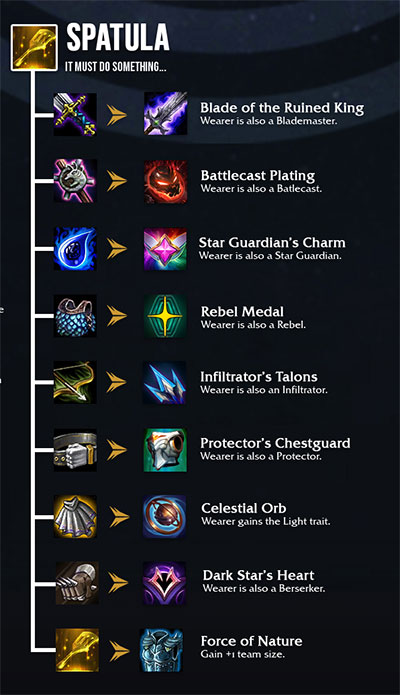 SPATULA
IT MUST DO SOMETHING...
Blade of the Ruined King
Wearer is also a Blademaster.
Battlecast Plating
Wearer is also a Batlecast.
Star Guardian's Charm
Wearer is also a Star Guardian.
Rebel Medal
Wearer is also a Rebel.
Infiltrator's Talons
Wearer is also an Infiltrator.
Protector's Chestguard
Wearer is also a Protector.
Celestial Orb
Wearer gains the Light trait.
Dark Star's Heart
Wearer is also a Berserker.
Force of Nature
Gain +1 team size.